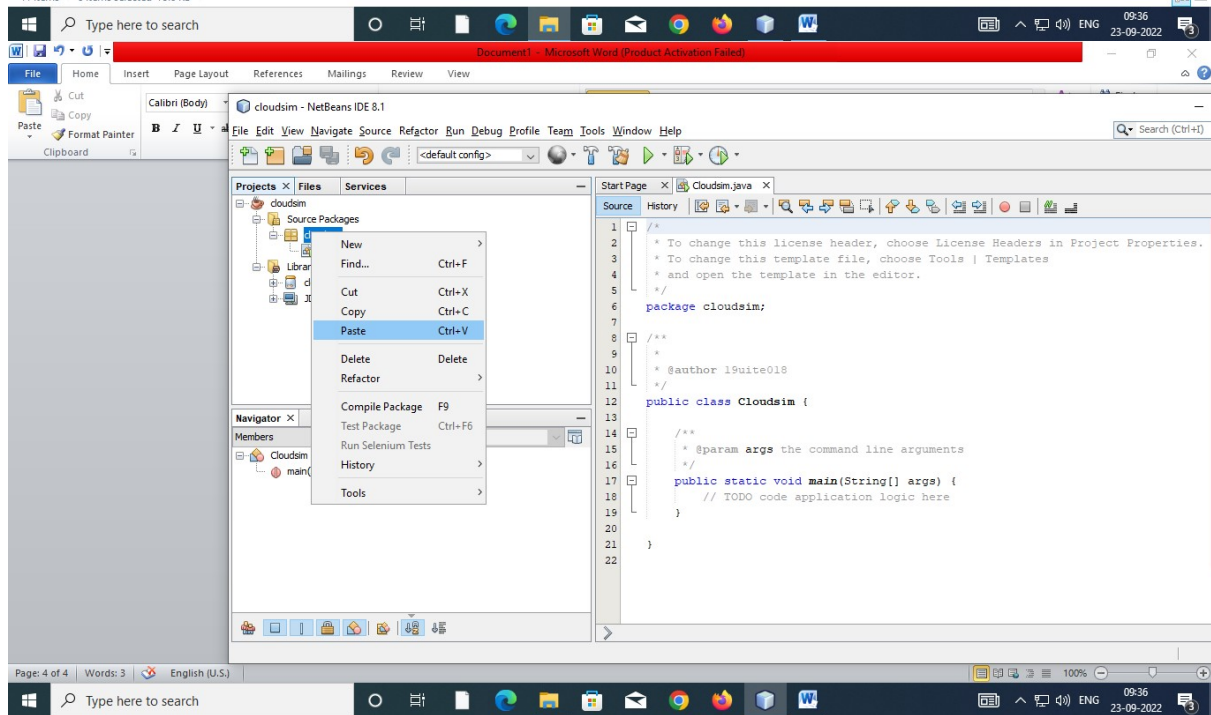 Type here to search
ENG
09:36
23-09-2022
3
Document1 - Microsoft Word (Product Activation Failed)
File Home Insert Page Layout References Mailings Review View
Cut
Copy
Paste
Format Painter
Clipboard
Calibri (Body)
B I U
cloudsim - NetBeans IDE 8.1
File Edit View Navigate Source Refactor Run Debug Profile Team Tools Window Help
Search (Ctrl+I)
<default config>
Projects Files Services
cloudsim
Source Packages
Navigator
Members
Cloudsim
main(
New
Find... Ctrl+F
Cut Ctrl+X
Copy Ctrl+C
Paste Ctrl+V
Delete Delete
Refactor
Compile Package F9
Test Package Ctrl+F6
Run Selenium Tests
History
Tools
Start Page Cloudsim.java
Source History
1 /*
2 * To change this license header, choose License Headers in Project Properties.
3 * To change this template file, choose Tools | Templates
4 * and open the template in the editor.
5 */
6 package cloudsim;
7
8 /**
9 *
10 * @author 19uite018
11 */
12 public class Cloudsim {
13
14 /**
15 * @param args the command line arguments
16 */
17 public static void main(String[] args) {
18 // TODO code application logic here
19 }
20
21 }
22
Page: 4 of 4 Words: 3 English (U.S.)
100%
Type here to search
ENG
09:36
23-09-2022
3